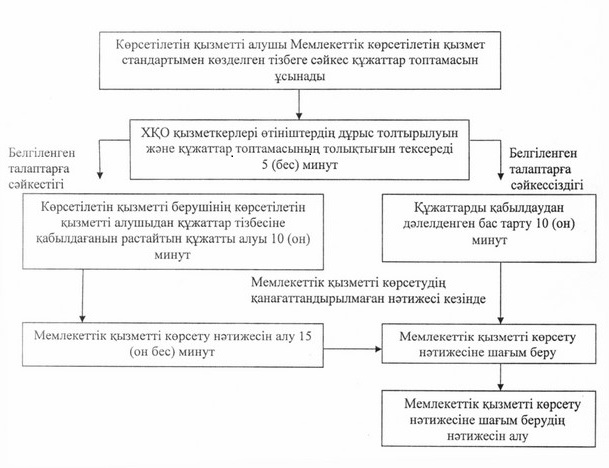 Көрсетілетін қызметті алушы Мемлекеттік көрсетілетін қызмет
стандартымен көзделген тізбеге сәйкес құжаттар топтамасын
ұсынады
ХҚО қызметкерлері өтініштердің дұрыс толтырылуын
және құжаттар топтамасының толықтығын тексереді
5 (бес) минут
Белгіленген
талаптарға
сәйкестігі
Белгіленген
талаптарға
сәйкессіздігі
Көрсетілетін қызметті берушінің көрсетілетін
қызметті алушыдан құжаттар тізбесіне
қабылдағанын растайтын құжатты алуы 10 (он)
минут
Құжаттарды қабылдаудан
дәлелденген бас тарту 10 (он)
минут
Мемлекеттік қызметті көрсетудің
қанағаттандырылмаған нәтижесі кезінде
Мемлекеттік қызметті көрсету нәтижесін алу 15
(он бес) минут
Мемлекеттік қызметті көрсету
нәтижесіне шағым беру
Мемлекеттік қызметті көрсету
нәтижесіне шағым берудің
нәтижесін алу